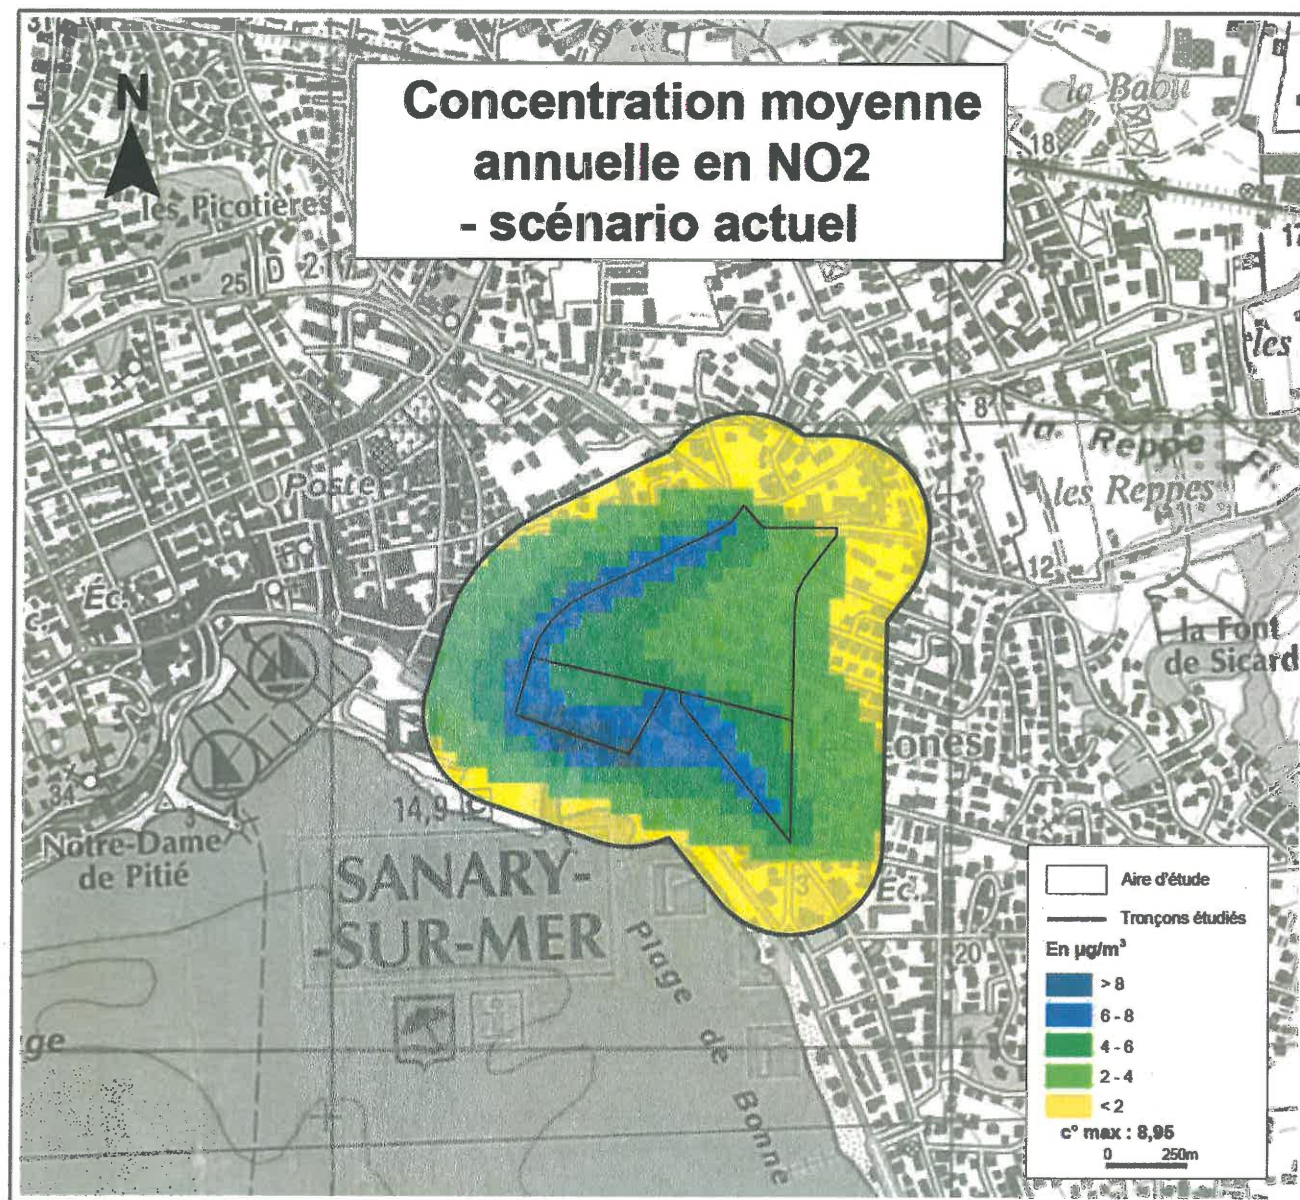 Concentration moyenne
annuelle en NO2
- scénario actuel
N
la Babu
18
les Picotières
25
D
17
les
8
la Reppe
Fl.
Poste
les Reppes
12
Éc.
c.
la Font
de Sicard
ones
34
3
14,9
Notre-Dame
de Pitié
SANARY-
-SUR-MER
3
Éc.
Plage de Bonne
20
ge
Aire d'étude
Tronçons étudiés
En µg/m³
> 8
6 - 8
4 - 6
2 - 4
< 2
c° max : 8,95
0 250m